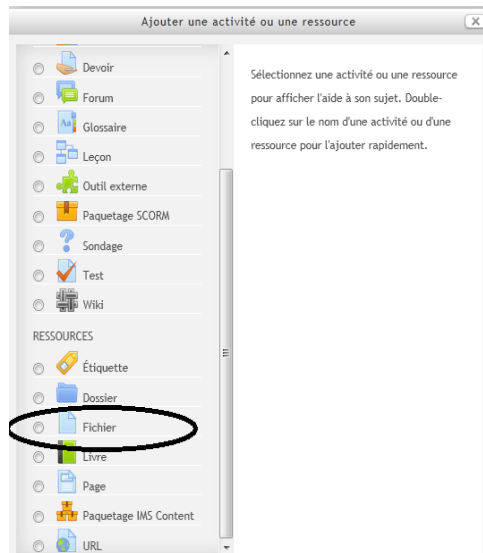 Ajouter une activité ou une ressource
X
Devoir
Forum
Glossaire
Leçon
Outil externe
Paquetage SCORM
Sondage
Test
Wiki
RESSOURCES
Étiquette
Dossier
Fichier
Livre
Page
Paquetage IMS Content
URL
Sélectionnez une activité ou une ressource
pour afficher l'aide à son sujet. Double-
cliquez sur le nom d'une activité ou d'une
ressource pour l'ajouter rapidement.